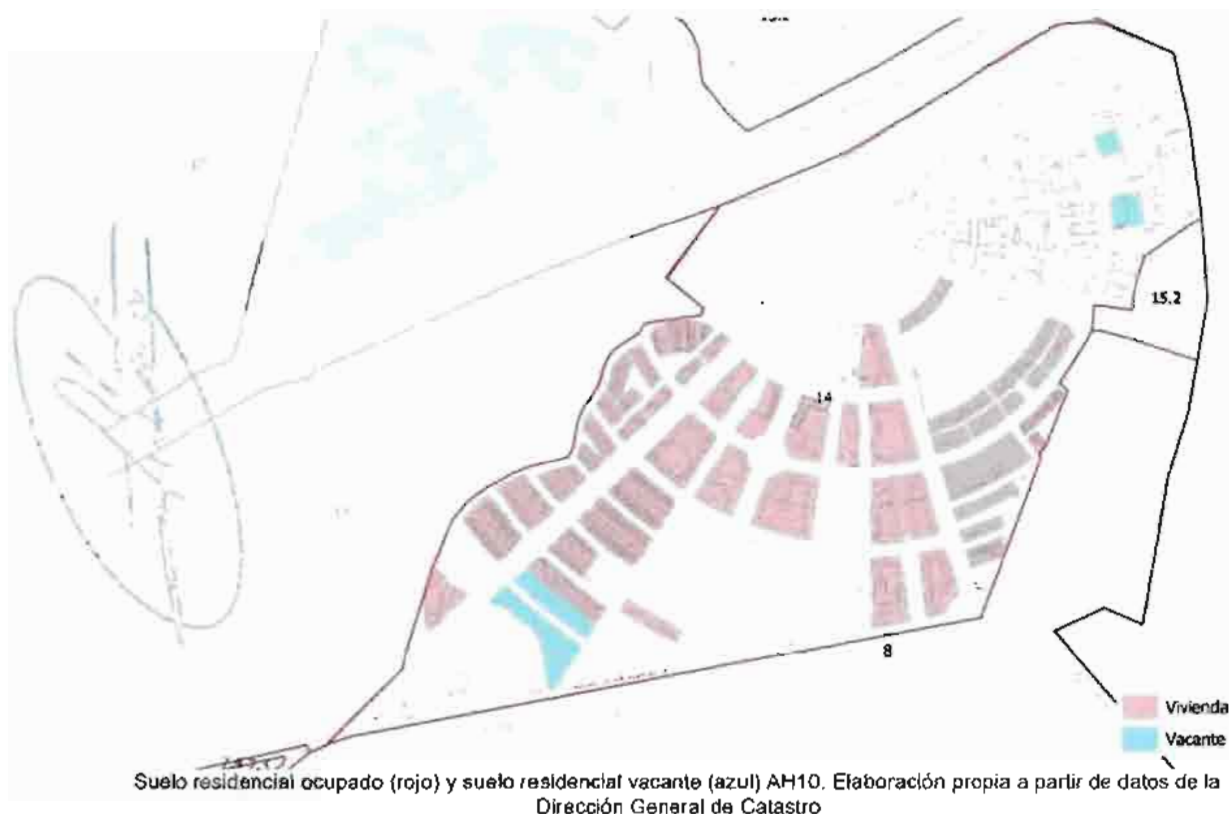 15.2
14
8
Vivienda
Vacante
Suelo residencial ocupado (rojo) y suelo residencial vacante (azul) AH10. Elaboración propia a partir de datos de la
Dirección General de Catastro